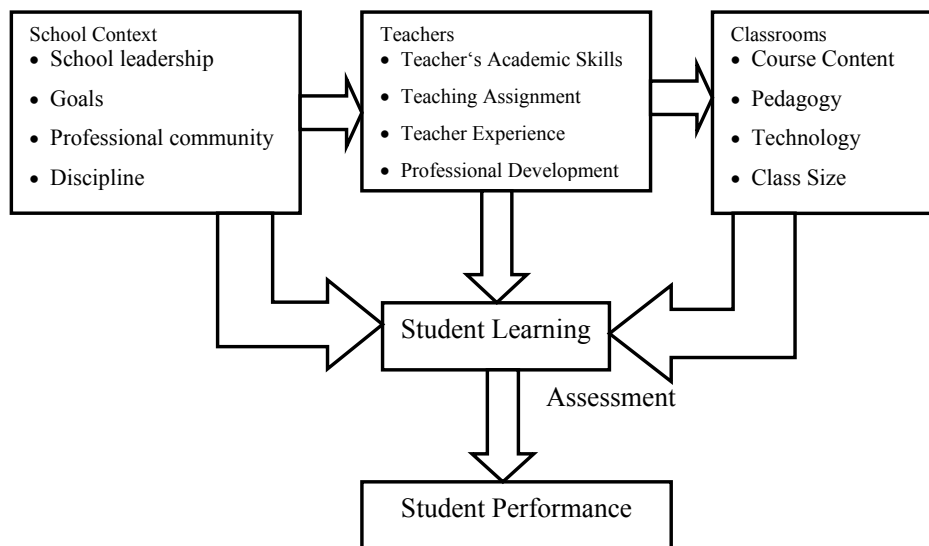 School Context
• School leadership
• Goals
• Professional community
• Discipline
Teachers
• Teacher‘s Academic Skills
• Teaching Assignment
• Teacher Experience
• Professional Development
Classrooms
• Course Content
• Pedagogy
• Technology
• Class Size
Student Learning
Assessment
Student Performance